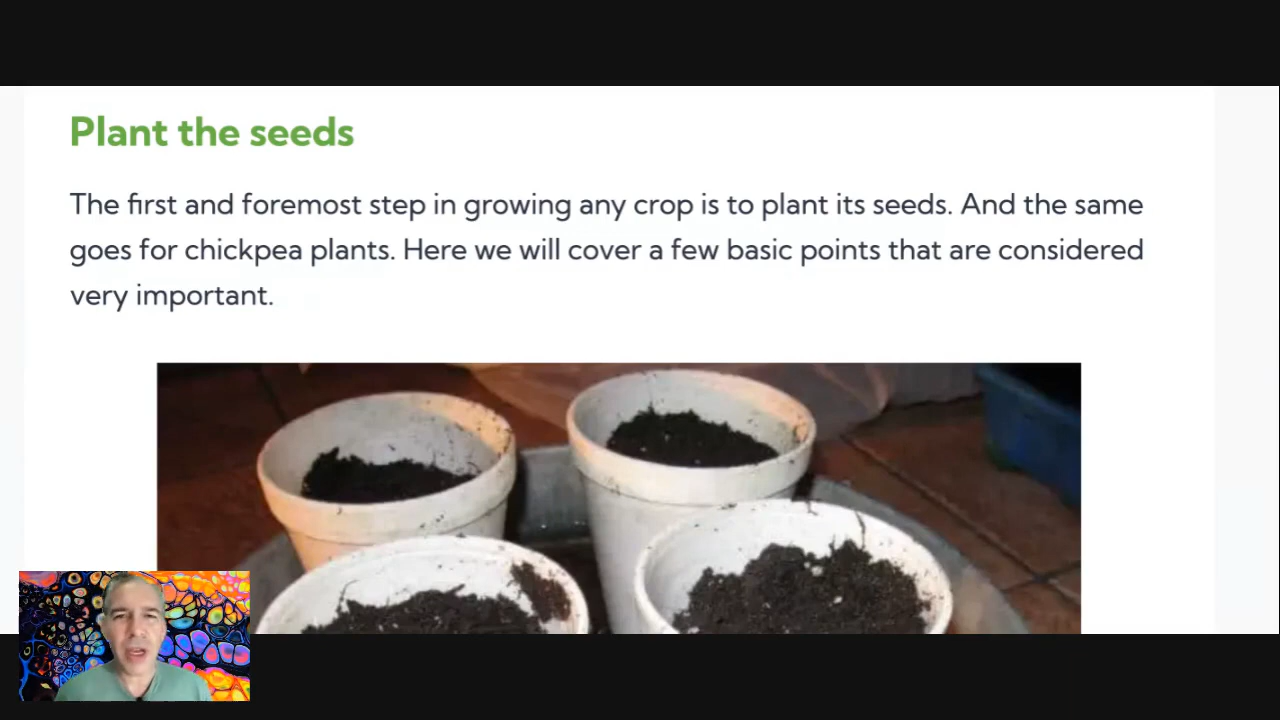 Plant the seeds
The first and foremost step in growing any crop is to plant its seeds. And the same
goes for chickpea plants. Here we will cover a few basic points that are considered
very important.